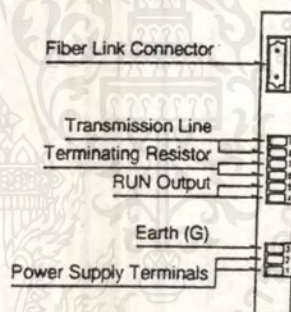 Fiber Link Connector
Transmission Line
Terminating Resistor
RUN Output
Earth (G)
Power Supply Terminals